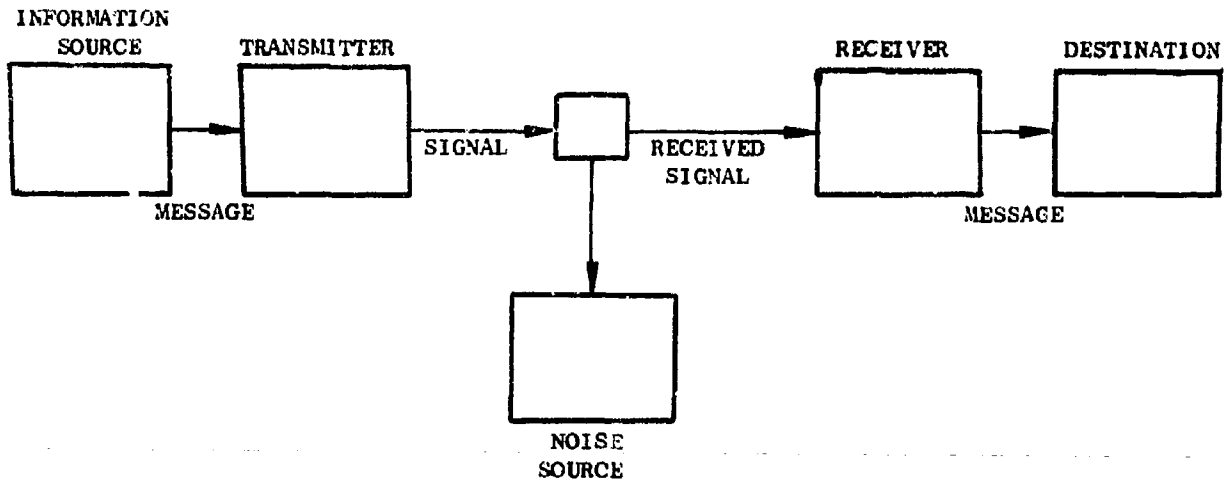 INFORMATION
SOURCE
TRANSMITTER
RECEIVER
DESTINATION
SIGNAL
RECEIVED
SIGNAL
MESSAGE
MESSAGE
NOISE
SOURCE